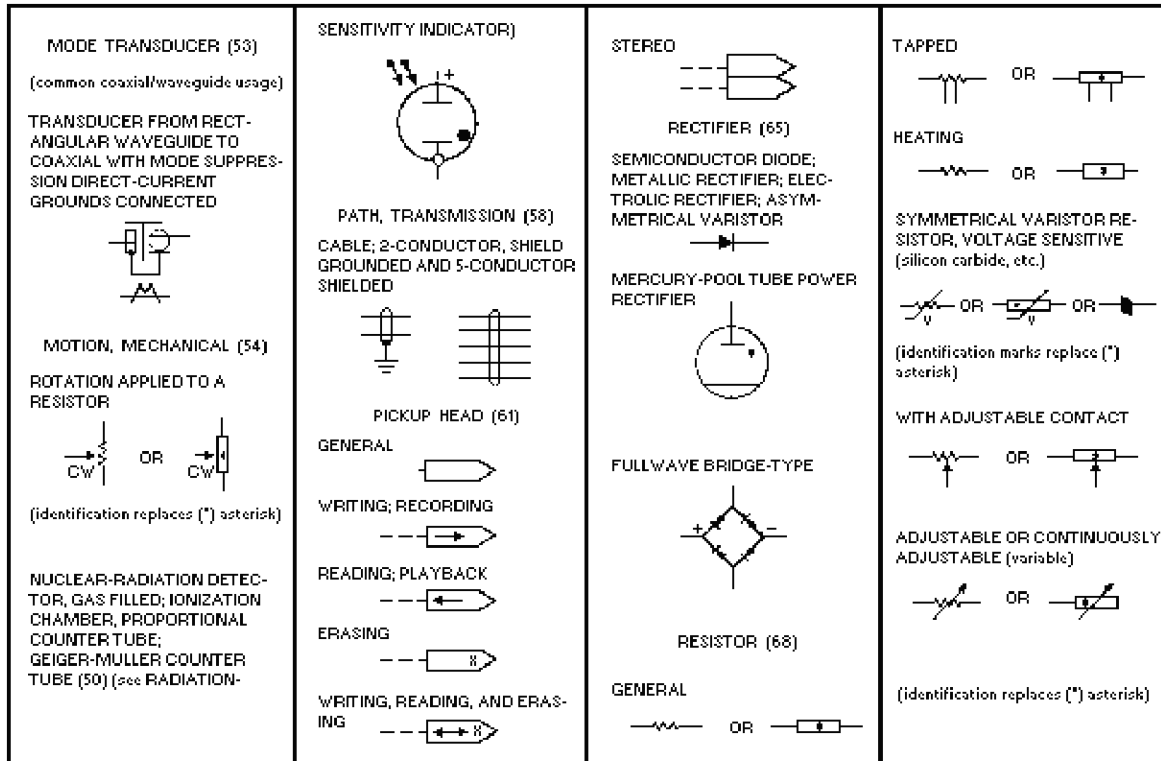 MODE TRANSDUCER (53)
(common coaxial/waveguide usage)
TRANSDUCER FROM RECT-
ANGULAR WAVEGUIDE TO
COAXIAL WITH MODE SUPPRES-
SION DIRECT-CURRENT
GROUNDS CONNECTED
MOTION, MECHANICAL (54)
ROTATION APPLIED TO A
RESISTOR
CW OR CW
(identification replaces (*) asterisk)
NUCLEAR-RADIATION DETEC-
TOR, GAS FILLED; IONIZATION
CHAMBER, PROPORTIONAL
COUNTER TUBE;
GEIGER-MULLER COUNTER
TUBE (50) (see RADIATION-
SENSITIVITY INDICATOR)
+
PATH, TRANSMISSION (58)
CABLE; 2-CONDUCTOR, SHIELD
GROUNDED AND 5-CONDUCTOR
SHIELDED
PICKUP HEAD (61)
GENERAL
WRITING; RECORDING
READING; PLAYBACK
ERASING
X
WRITING, READING, AND ERAS-
ING
X
STEREO
RECTIFIER (65)
SEMICONDUCTOR DIODE;
METALLIC RECTIFIER; ELEC-
TROLIC RECTIFIER; ASYM-
METRICAL VARISTOR
MERCURY-POOL TUBE POWER
RECTIFIER
FULLWAVE BRIDGE-TYPE
+ −
RESISTOR (68)
GENERAL
OR
TAPPED
OR
HEATING
OR
SYMMETRICAL VARISTOR RE-
SISTOR, VOLTAGE SENSITIVE
(silicon carbide, etc.)
OR OR
V V
(identification marks replace (*)
asterisk)
WITH ADJUSTABLE CONTACT
OR
ADJUSTABLE OR CONTINUOUSLY
ADJUSTABLE (variable)
OR
(identification replaces (*) asterisk)